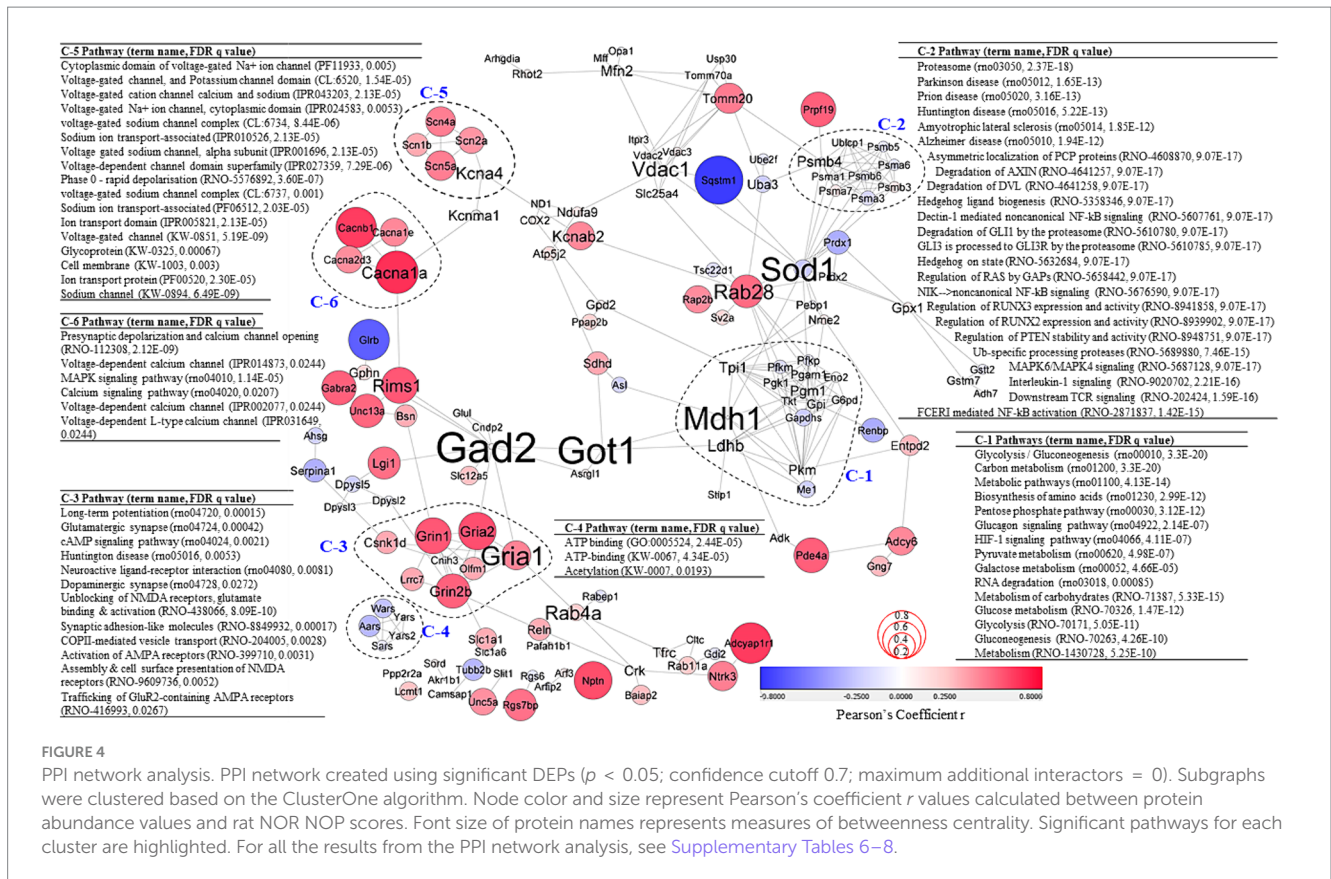 C-5 Pathway (term name, FDR q value)
Cytoplasmic domain of voltage-gated Na+ ion channel (PF11933, 0.005)
Voltage-gated channel, and Potassium channel domain (CL:6520, 1.54E-05)
Voltage-gated cation channel calcium and sodium (IPR043203, 2.13E-05)
Voltage-gated Na+ ion channel, cytoplasmic domain (IPR024583, 0.0053)
voltage-gated sodium channel complex (CL:6734, 8.44E-06)
Sodium ion transport-associated (IPR010526, 2.13E-05)
Voltage gated sodium channel, alpha subunit (IPR001696, 2.13E-05)
Voltage-dependent channel domain superfamily (IPR027359, 7.29E-06)
Phase 0 - rapid depolarisation (RNO-5576892, 3.60E-07)
voltage-gated sodium channel complex (CL:6737, 0.001)
Sodium ion transport-associated (PF06512, 2.03E-05)
Ion transport domain (IPR005821, 2.13E-05)
Voltage-gated channel (KW-0851, 5.19E-09)
Glycoprotein (KW-0325, 0.00067)
Cell membrane (KW-1003, 0.003)
Ion transport protein (PF00520, 2.30E-05)
Sodium channel (KW-0894, 6.49E-09)
C-6 Pathway (term name, FDR q value)
Presynaptic depolarization and calcium channel opening
(RNO-112308, 2.12E-09)
Voltage-dependent calcium channel (IPR014873, 0.0244)
MAPK signaling pathway (rno04010, 1.14E-05)
Calcium signaling pathway (rno04020, 0.0207)
Voltage-dependent calcium channel (IPR002077, 0.0244)
Voltage-dependent L-type calcium channel (IPR031649,
0.0244)
C-3 Pathway (term name, FDR q value)
Long-term potentiation (rno04720, 0.00015)
Glutamatergic synapse (rno04724, 0.00042)
cAMP signaling pathway (rno04024, 0.0021)
Huntington disease (rno05016, 0.0053)
Neuroactive ligand-receptor interaction (rno04080, 0.0081)
Dopaminergic synapse (rno04728, 0.0272)
Unblocking of NMDA receptors, glutamate
binding & activation (RNO-438066, 8.09E-10)
Synaptic adhesion-like molecules (RNO-8849932, 0.00017)
COPII-mediated vesicle transport (RNO-204005, 0.0028)
Activation of AMPA receptors (RNO-399710, 0.0031)
Assembly & cell surface presentation of NMDA
receptors (RNO-9609736, 0.0052)
Trafficking of GluR2-containing AMPA receptors
(RNO-416993, 0.0267)
C-2 Pathway (term name, FDR q value)
Proteasome (rno03050, 2.37E-18)
Parkinson disease (rno05012, 1.65E-13)
Prion disease (rno05020, 3.16E-13)
Huntington disease (rno05016, 5.22E-13)
Amyotrophic lateral sclerosis (rno05014, 1.85E-12)
Alzheimer disease (rno05010, 1.94E-12)
Asymmetric localization of PCP proteins (RNO-4608870, 9.07E-17)
Degradation of AXIN (RNO-4641257, 9.07E-17)
Degradation of DVL (RNO-4641258, 9.07E-17)
Hedgehog ligand biogenesis (RNO-5358346, 9.07E-17)
Dectin-1 mediated noncanonical NF-kB signaling (RNO-5607761, 9.07E-17)
Degradation of GLI1 by the proteasome (RNO-5610780, 9.07E-17)
GLI3 is processed to GLI3R by the proteasome (RNO-5610785, 9.07E-17)
Hedgehog on state (RNO-5632684, 9.07E-17)
Regulation of RAS by GAPs (RNO-5658442, 9.07E-17)
NIK-->noncanonical NF-kB signaling (RNO-5676590, 9.07E-17)
Regulation of RUNX3 expression and activity (RNO-8941858, 9.07E-17)
Regulation of RUNX2 expression and activity (RNO-8939902, 9.07E-17)
Regulation of PTEN stability and activity (RNO-8948751, 9.07E-17)
Ub-specific processing proteases (RNO-5689880, 7.46E-15)
MAPK6/MAPK4 signaling (RNO-5687128, 9.07E-17)
Interleukin-1 signaling (RNO-9020702, 2.21E-16)
Downstream TCR signaling (RNO-202424, 1.59E-16)
FCERI mediated NF-kB activation (RNO-2871837, 1.42E-15)
C-1 Pathways (term name, FDR q value)
Glycolysis / Gluconeogenesis (rno00010, 3.3E-20)
Carbon metabolism (rno01200, 3.3E-20)
Metabolic pathways (rno01100, 4.13E-14)
Biosynthesis of amino acids (rno01230, 2.99E-12)
Pentose phosphate pathway (rno00030, 3.12E-12)
Glucagon signaling pathway (rno04922, 2.14E-07)
HIF-1 signaling pathway (rno04066, 4.11E-07)
Pyruvate metabolism (rno00620, 4.98E-07)
Galactose metabolism (rno00052, 4.66E-05)
RNA degradation (rno03018, 0.00085)
Metabolism of carbohydrates (RNO-71387, 5.33E-15)
Glucose metabolism (RNO-70326, 1.47E-12)
Glycolysis (RNO-70171, 5.05E-11)
Gluconeogenesis (RNO-70263, 4.26E-10)
Metabolism (RNO-1430728, 5.25E-10)
C-4 Pathway (term name, FDR q value)
ATP binding (GO:0005524, 2.44E-05)
ATP-binding (KW-0067, 4.34E-05)
Acetylation (KW-0007, 0.0193)
Arhgdia
Rhot2
Mff
Opa1
Mfn2
Usp30
Tomm70a
Tomm20
Prpf19
C-5
Scn4a
Scn1b
Scn2a
Scn5a
Kcna4
Kcnma1
Itpr3
Vdac2
Vdac3
Vdac1
Slc25a4
Sqstm1
Ube2f
Uba3
C-2
Ublcp1
Psmb5
Psmb4
Psma6
Psma1
Psmb6
Psma7
Psmb3
Psma3
Cacnb1
Cacna1e
Cacna2d3
Cacna1a
C-6
ND1
COX2
Ndufa9
Kcnab2
Atp5j2
Prdx1
Sod1
Prdx2
Tsc22d1
Rab28
Rap2b
Sv2a
Pebp1
Nme2
Gpx1
Gstt2
Gstm7
Adh7
Glrb
Gphn
Gabra2
Rims1
Unc13a
Bsn
Gpd2
Ppap2b
Sdhd
Asl
Tpi1
Pfkm
Pfkp
Pgam1
Pgk1
Eno2
Pgm1
Tkt
Gpi
G6pd
Gapdhs
Mdh1
Ldhb
Pkm
Me1
C-1
Renbp
Entpd2
Stip1
Ahsg
Serpina1
Lgi1
Dpysl5
Dpysl2
Dpysl3
Glul
Cndp2
Gad2
Slc12a5
Got1
Asrgl1
C-3
Csnk1d
Grin1
Gria2
Gria1
Cnih3
Olfm1
Lrrc7
Grin2b
C-4
Wars
Aars
Yars
Yars2
Sars
Adk
Pde4a
Adcy6
Gng7
Rabep1
Rab4a
Reln
Pafah1b1
Slc1a1
Slc1a6
Sord
Ppp2r2a
Akr1b1
Lcmt1
Tubb2b
Camsap1
Slit1
Unc5a
Rgs6
Rgs7bp
Arf3
Arfip2
Nptn
Crk
Baiap2
Tfrc
Cltc
Gdi2
Rab11a
Adcyap1r1
Ntrk3
0.8
0.6
0.4
0.2
-0.8000
-0.2500
0.0000
0.2500
0.8000
Pearson's Coefficient r
FIGURE 4
PPI network analysis. PPI network created using significant DEPs (p < 0.05; confidence cutoff 0.7; maximum additional interactors = 0). Subgraphs
were clustered based on the ClusterOne algorithm. Node color and size represent Pearson's coefficient r values calculated between protein
abundance values and rat NOR NOP scores. Font size of protein names represents measures of betweenness centrality. Significant pathways for each
cluster are highlighted. For all the results from the PPI network analysis, see Supplementary Tables 6–8.